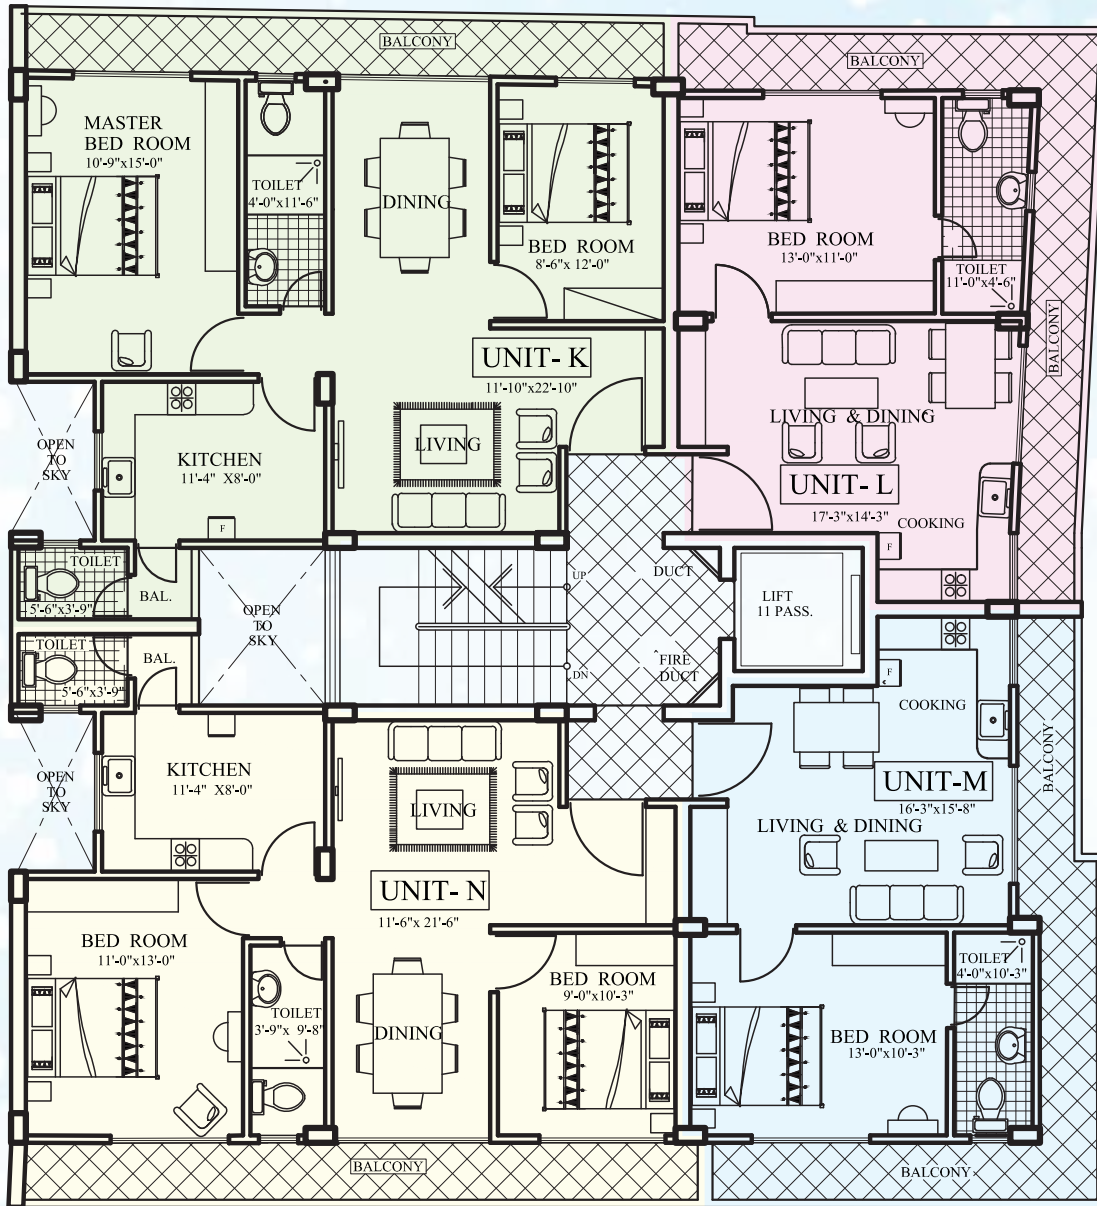 BALCONY
BALCONY
MASTER
BED ROOM
10'-9"x15'-0"
TOILET
4'-0"x11'-6"
DINING
BED ROOM
8'-6"x 12'-0"
BED ROOM
13'-0"x11'-0"
TOILET
11'-0"x4'-6"
BALCONY
UNIT- K
11'-10"x22'-10"
LIVING
LIVING & DINING
UNIT- L
17'-3"x14'-3"
COOKING
F
OPEN
TO
SKY
KITCHEN
11'-4" X8'-0"
F
TOILET
5'-6"x3'-9"
BAL.
OPEN
TO
SKY
UP
DN
DUCT
LIFT
11 PASS.
FIRE
DUCT
TOILET
5'-6"x3'-9"
BAL.
F
COOKING
BALCONY
OPEN
TO
SKY
KITCHEN
11'-4" X8'-0"
LIVING
UNIT-M
16'-3"x15'-8"
LIVING & DINING
UNIT- N
11'-6"x 21'-6"
BED ROOM
11'-0"x13'-0"
TOILET
3'-9"x 9'-8"
DINING
BED ROOM
9'-0"x10'-3"
TOILET
4'-0"x10'-3"
BED ROOM
13'-0"x10'-3"
BALCONY
BALCONY